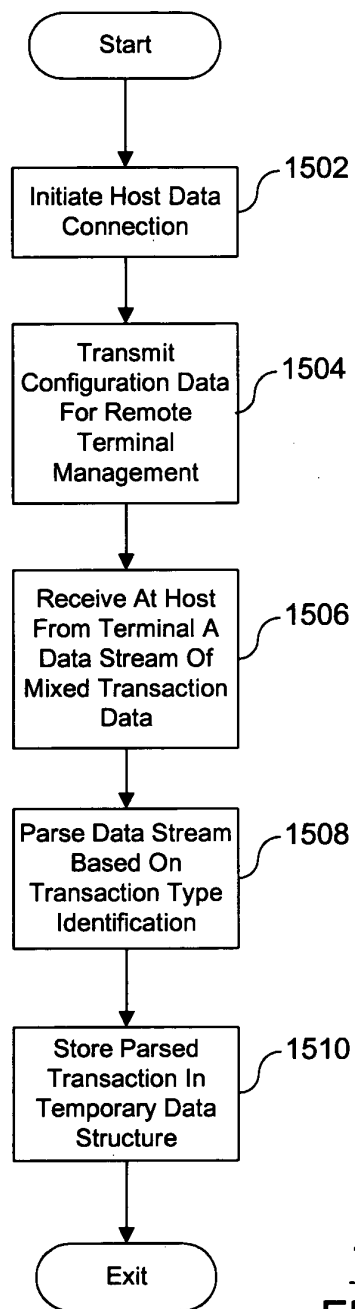 Start
1502
Initiate Host Data
Connection
1504
Transmit
Configuration Data
For Remote
Terminal
Management
1506
Receive At Host
From Terminal A
Data Stream Of
Mixed Transaction
Data
1508
Parse Data Stream
Based On
Transaction Type
Identification
1510
Store Parsed
Transaction In
Temporary Data
Structure
Exit